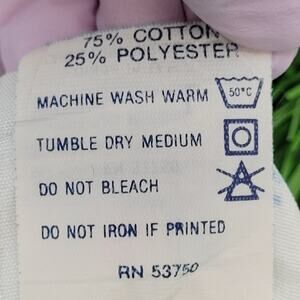 75% COTTON
25% POLYESTER
MACHINE WASH WARM 50°C
TUMBLE DRY MEDIUM
DO NOT BLEACH
DO NOT IRON IF PRINTED
RN 53750